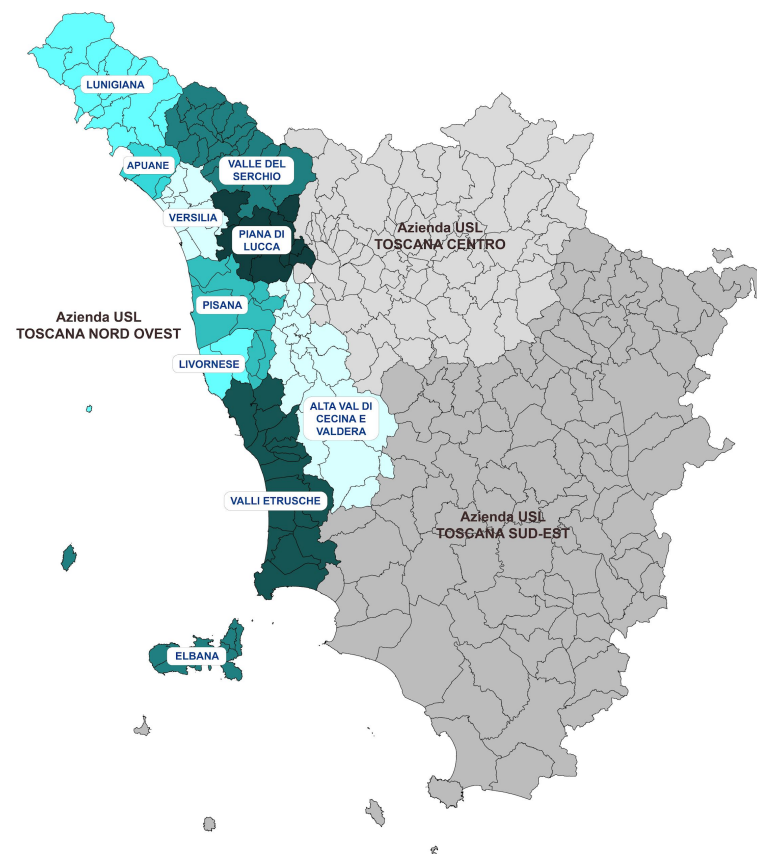 LUNIGIANA
APUANE
VALLE DEL
SERCHIO
VERSILIA
PIANA DI
LUCCA
Azienda USL
TOSCANA CENTRO
PISANA
Azienda USL
TOSCANA NORD OVEST
LIVORNESE
ALTA VAL DI
CECINA E
VALDERA
VALLI ETRUSCHE
Azienda USL
TOSCANA SUD-EST
ELBANA